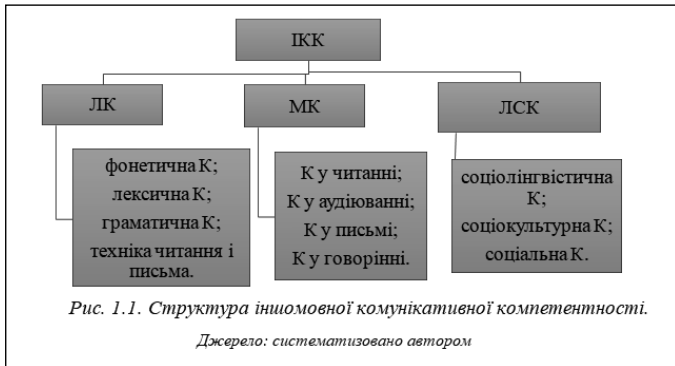 ІКК
ЛК
МК
ЛСК
фонетична К;
лексична К;
граматична К;
техніка читання і
письма.
К у читанні;
К у аудіюванні;
К у письмі;
К у говорінні.
соціолінгвістична
К;
соціокультурна К;
соціальна К.
Рис. 1.1. Структура іншомовної комунікативної компетентності.
Джерело: систематизовано автором